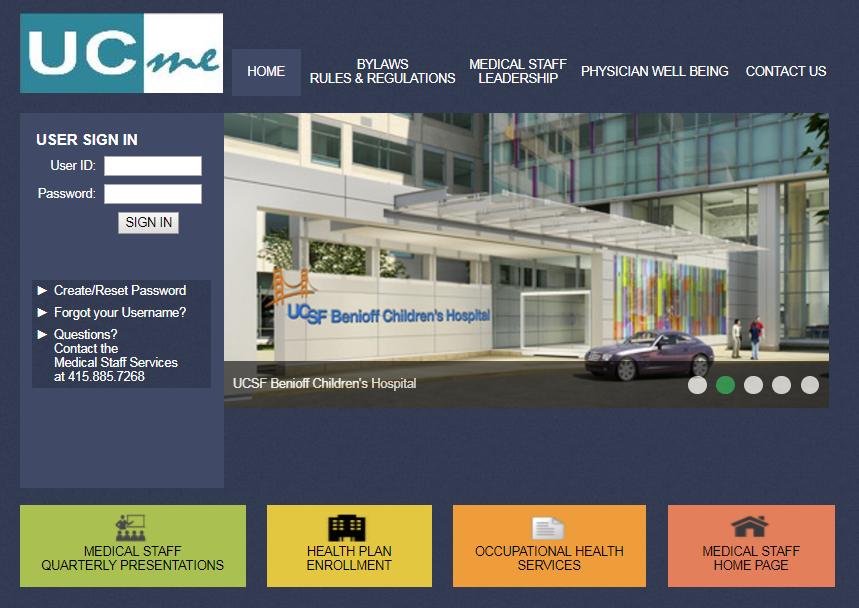 UCme
HOME
BYLAWS
RULES & REGULATIONS
MEDICAL STAFF
LEADERSHIP
PHYSICIAN WELL BEING
CONTACT US
USER SIGN IN
User ID:
Password:
SIGN IN
► Create/Reset Password
► Forgot your Username?
► Questions?
Contact the
Medical Staff Services
at 415.885.7268
UCSF Benioff Children's Hospital
UCSF Benioff Children's Hospital
MEDICAL STAFF
QUARTERLY PRESENTATIONS
HEALTH PLAN
ENROLLMENT
OCCUPATIONAL HEALTH
SERVICES
MEDICAL STAFF
HOME PAGE